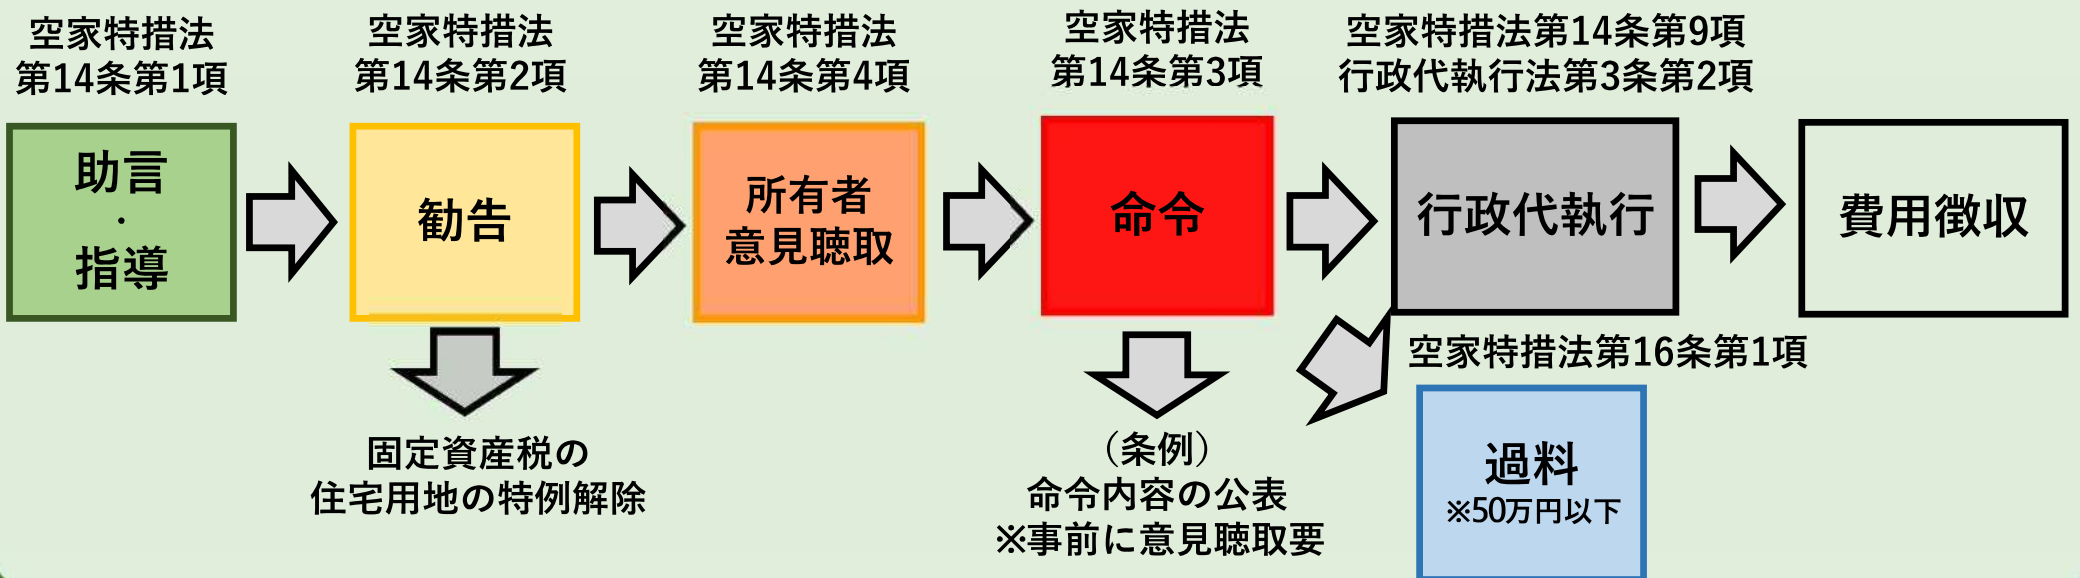 空家特措法
第14条第1項
空家特措法
第14条第2項
空家特措法
第14条第4項
空家特措法
第14条第3項
空家特措法第14条第9項
行政代執行法第3条第2項
助言
・
指導
勧告
所有者
意見聴取
命令
行政代執行
費用徴収
固定資産税の
住宅用地の特例解除
（条例）
命令内容の公表
※事前に意見聴取要
空家特措法第16条第1項
過料
※50万円以下